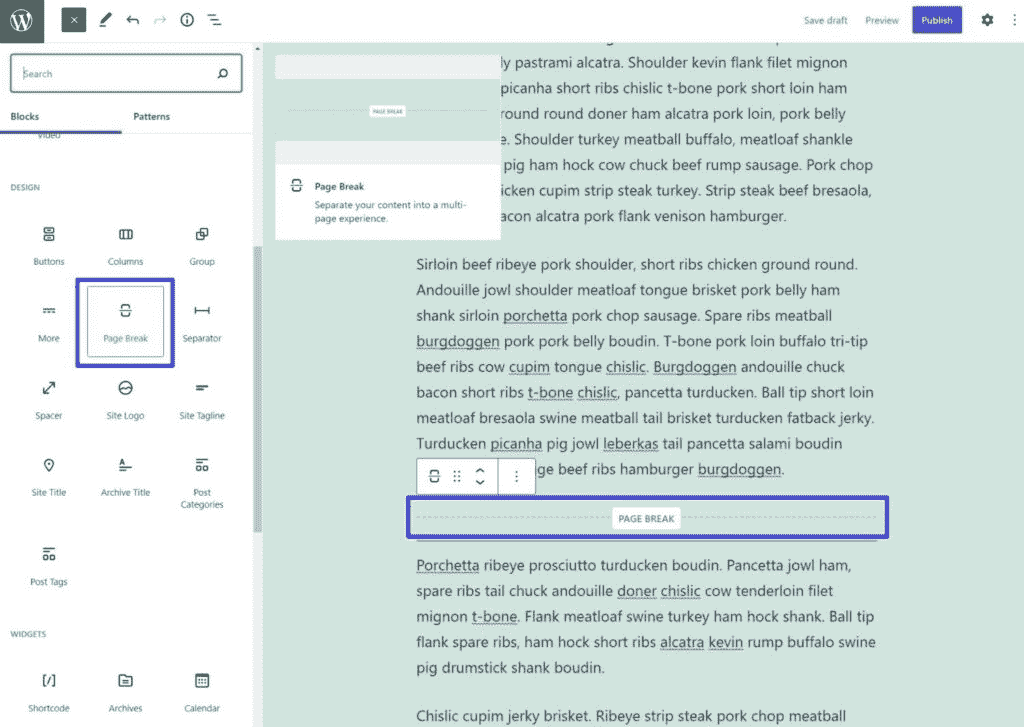 Save draft
Preview
Publish
Search
Blocks
Patterns
Video
DESIGN
Buttons
Columns
Group
More
Page Break
Separator
Spacer
Site Logo
Site Tagline
Site Title
Archive Title
Post
Categories
Post Tags
WIDGETS
Shortcode
Archives
Calendar
PAGE BREAK
Page Break
Separate your content into a multi-
page experience.
pastrami alcatra. Shoulder kevin flank filet mignon
picanha short ribs chislic t-bone pork short loin ham
round round doner ham alcatra pork loin, pork belly
Shoulder turkey meatball buffalo, meatloaf shankle
pig ham hock cow chuck beef rump sausage. Pork chop
icken cupim strip steak turkey. Strip steak beef bresaola,
acon alcatra pork flank venison hamburger.
Sirloin beef ribeye pork shoulder, short ribs chicken ground round.
Andouille jowl shoulder meatloaf tongue brisket pork belly ham
shank sirloin porchetta pork chop sausage. Spare ribs meatball
burgdoggen pork pork belly boudin. T-bone pork loin buffalo tri-tip
beef ribs cow cupim tongue chislic. Burgdoggen andouille chuck
bacon short ribs t-bone chislic, pancetta turducken. Ball tip short loin
meatloaf bresaola swine meatball tail brisket turducken fatback jerky.
Turducken picanha pig jowl leberkas tail pancetta salami boudin
ge beef ribs hamburger burgdoggen.
PAGE BREAK
Porchetta ribeye prosciutto turducken boudin. Pancetta jowl ham,
spare ribs tail chuck andouille doner chislic cow tenderloin filet
mignon t-bone. Flank meatloaf swine turkey ham hock shank. Ball tip
flank spare ribs, ham hock short ribs alcatra kevin rump buffalo swine
pig drumstick shank boudin.
Chislic cupim jerky brisket. Ribeye strip steak pork chop meatball